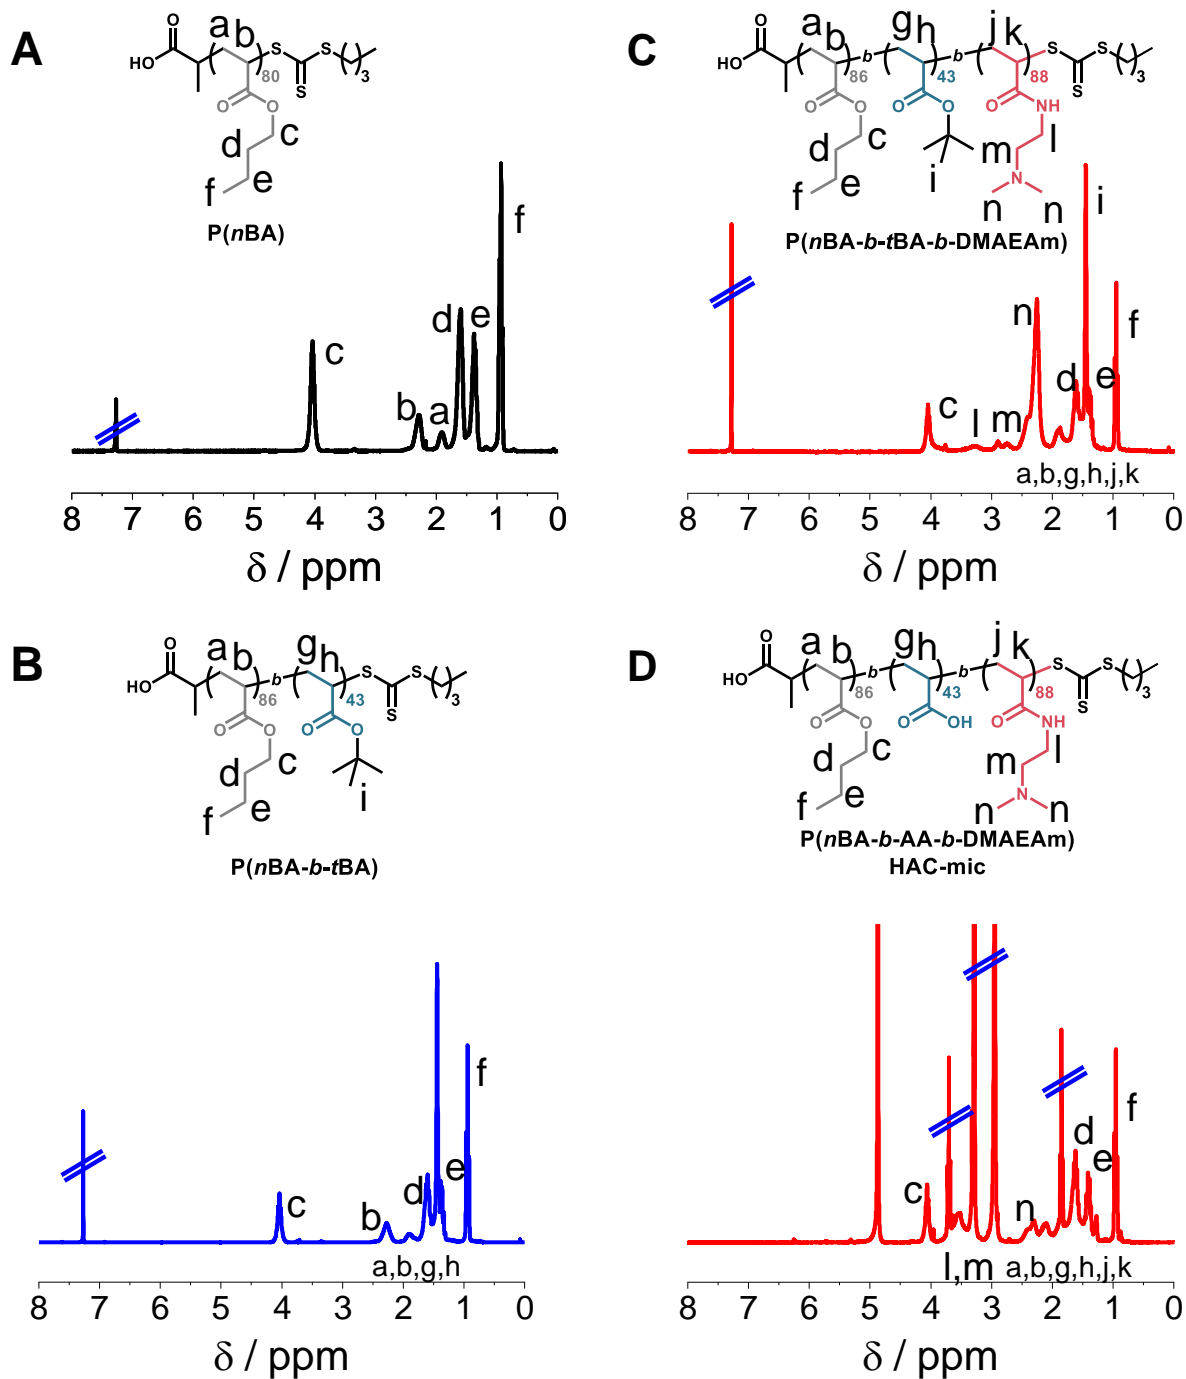 A
a
b
O
HO
80
S
S
S
3
O
O
c
d
e
f
P(nBA)
f
d
e
c
b
a
8 7 6 5 4 3 2 1 0
δ / ppm
C
a
b
g
h
j
k
O
HO
86
b
43
b
88
S
S
S
3
O
O
O
O
O
NH
c
d
e
f
i
l
m
N
n
n
P(nBA-b-tBA-b-DMAEAm)
i
n
f
d
e
c
l
m
a,b,g,h,j,k
8 7 6 5 4 3 2 1 0
δ / ppm
B
a
b
g
h
O
HO
86
b
43
S
S
S
3
O
O
O
O
c
d
e
f
i
P(nBA-b-tBA)
f
e
d
c
b
a,b,g,h
8 7 6 5 4 3 2 1 0
δ / ppm
D
a
b
g
h
j
k
O
HO
86
b
43
b
88
S
S
S
3
O
O
O
OH
O
NH
c
d
e
f
l
m
N
n
n
P(nBA-b-AA-b-DMAEAm)
HAC-mic
f
d
e
c
n
l,m
a,b,g,h,j,k
8 7 6 5 4 3 2 1 0
δ / ppm